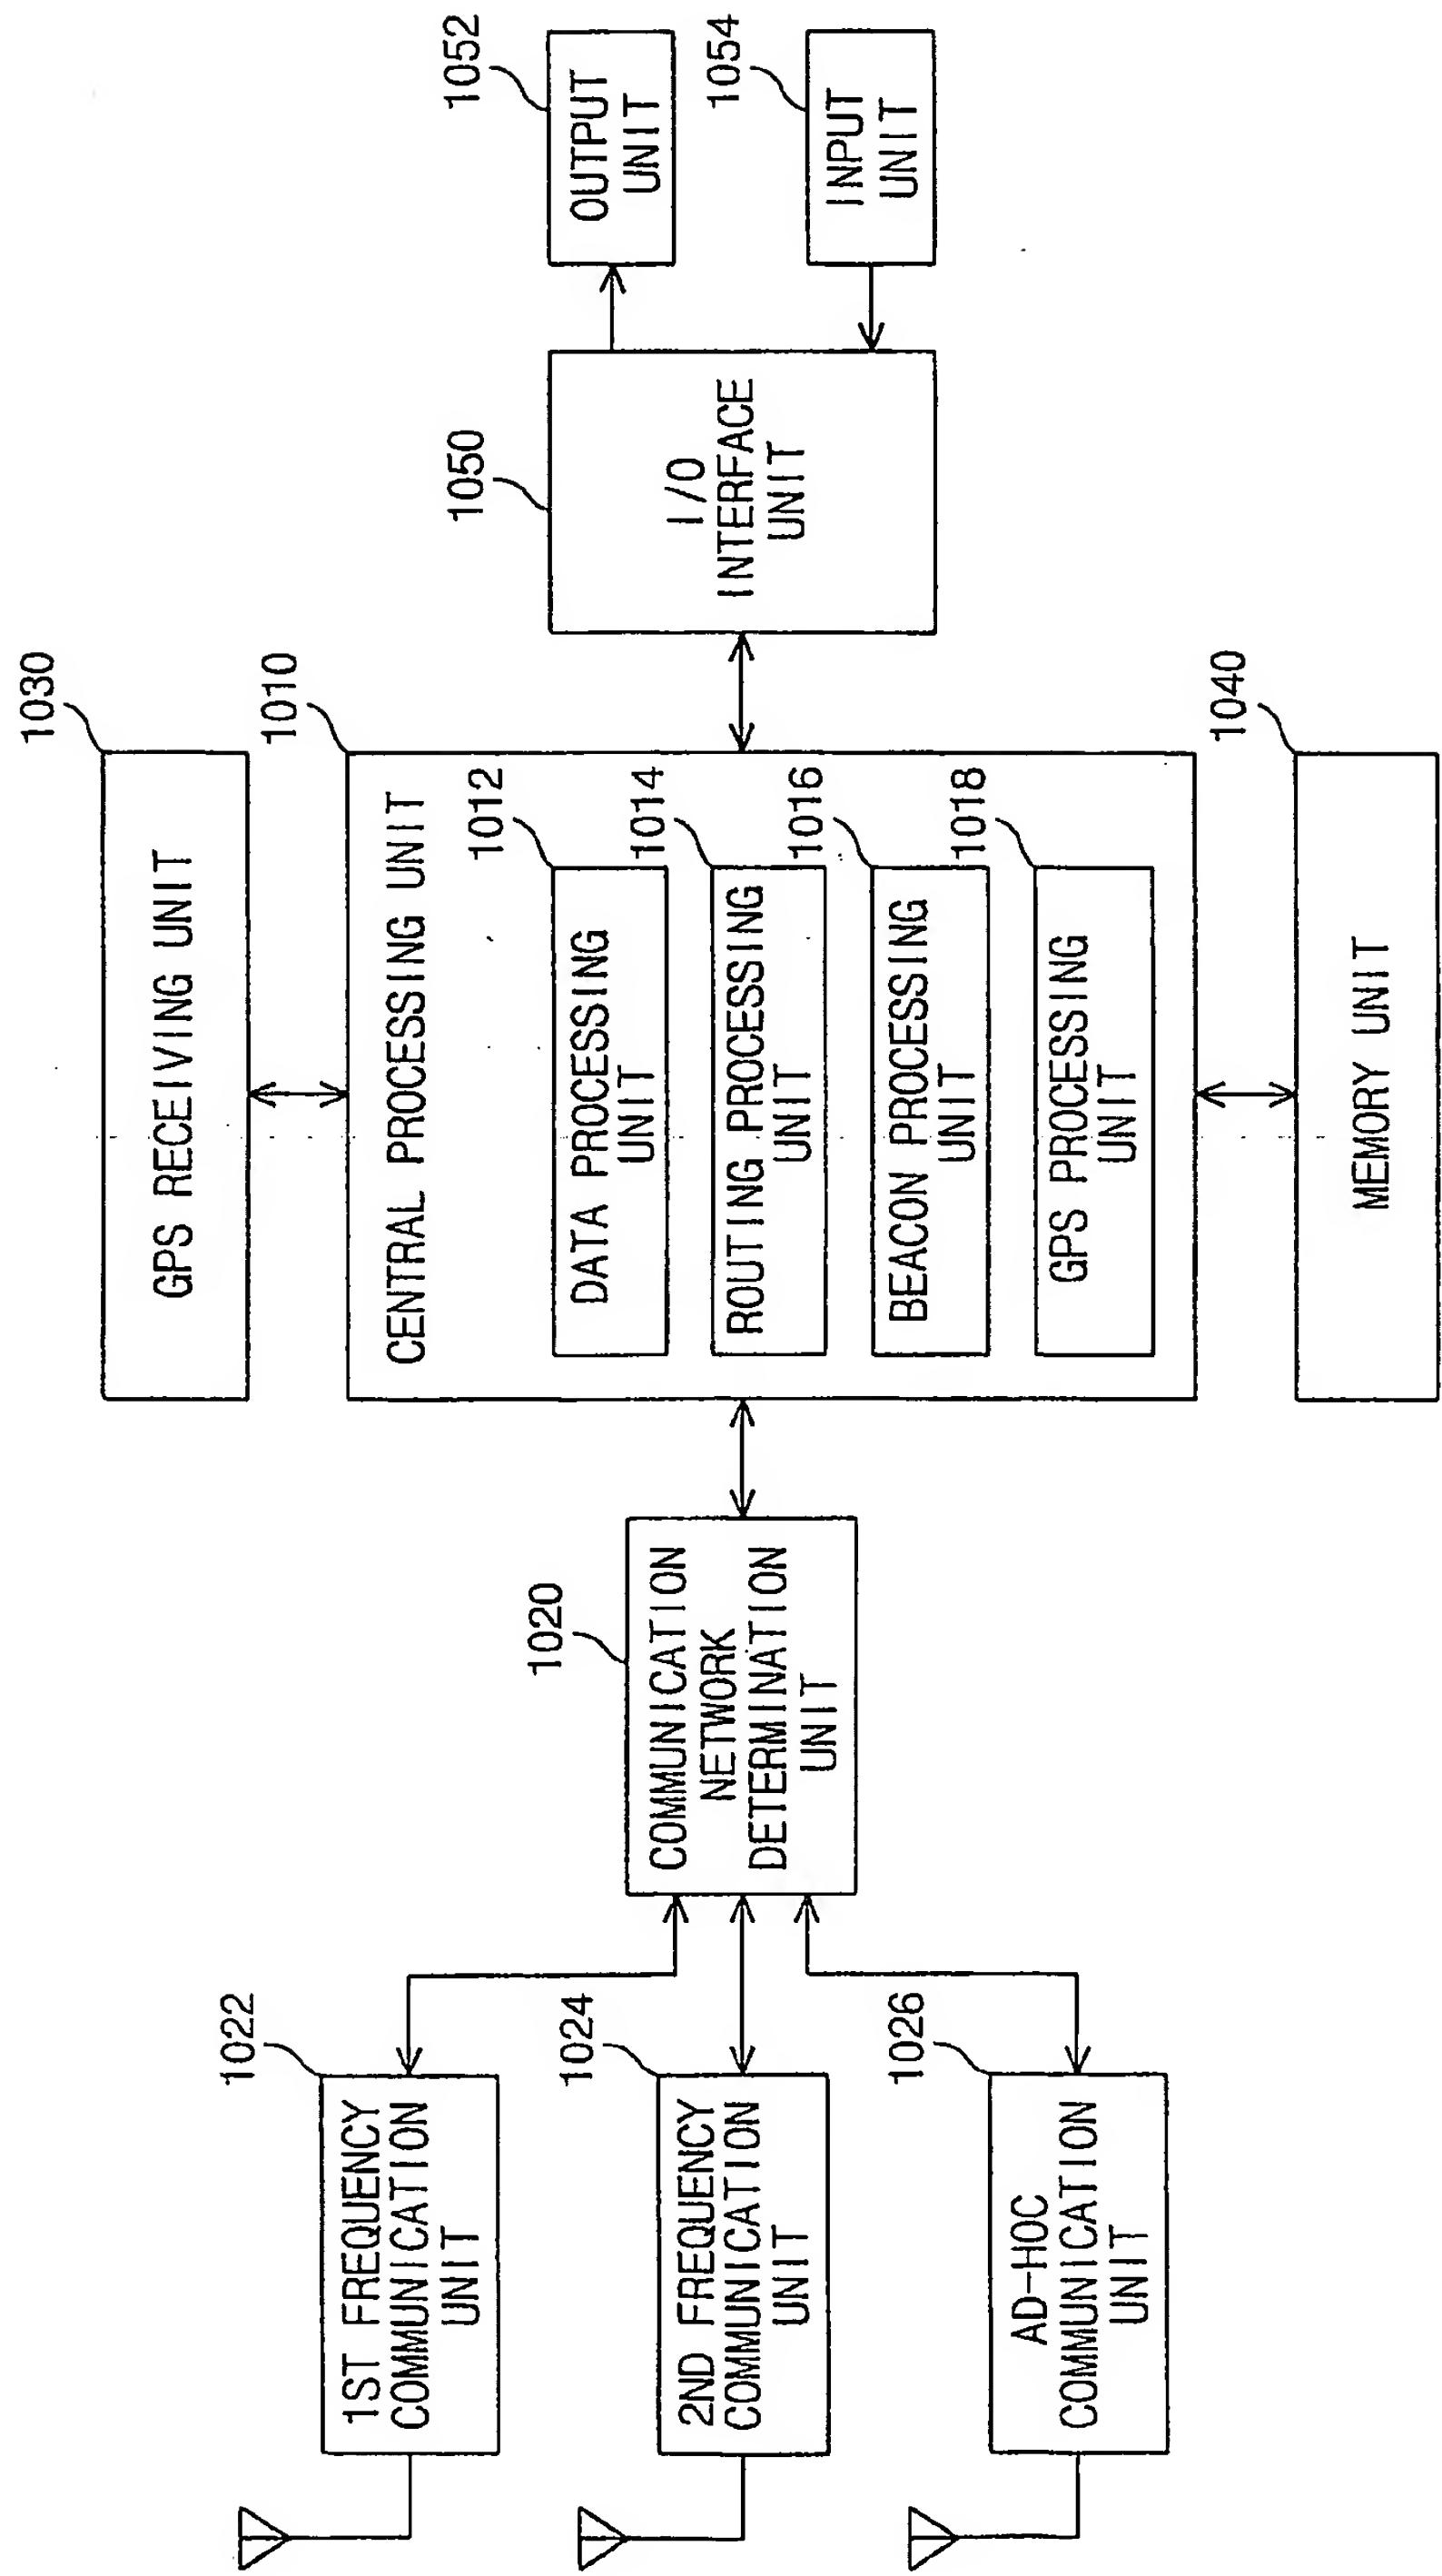 1030
GPS RECEIVING UNIT
1010
CENTRAL PROCESSING UNIT
1012
DATA PROCESSING
UNIT
1014
ROUTING PROCESSING
UNIT
1016
BEACON PROCESSING
UNIT
1018
GPS PROCESSING
UNIT
1040
MEMORY UNIT
1022
1ST FREQUENCY
COMMUNICATION
UNIT
1024
2ND FREQUENCY
COMMUNICATION
UNIT
1026
AD-HOC
COMMUNICATION
UNIT
1020
COMMUNICATION
NETWORK
DETERMINATION
UNIT
1050
I/O
INTERFACE
UNIT
1052
OUTPUT
UNIT
1054
INPUT
UNIT